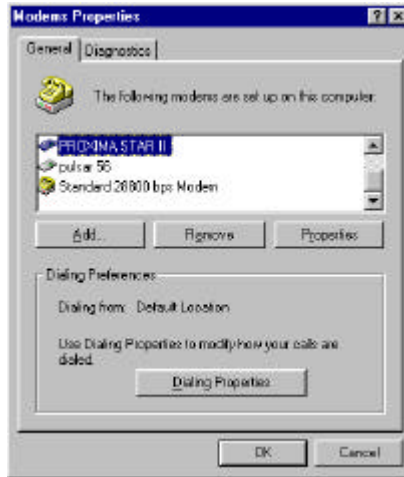 Modems Properties
General Diagnostics
The following modems are set up on this computer:
PROXIMA STAR II
pulsar 56
Standard 28800 bps Modem
Add... Remove Properties
Dialing Preferences
Dialing from: Default Location
Use Dialing Properties to modify how your calls are
dialed.
Dialing Properties
OK Cancel